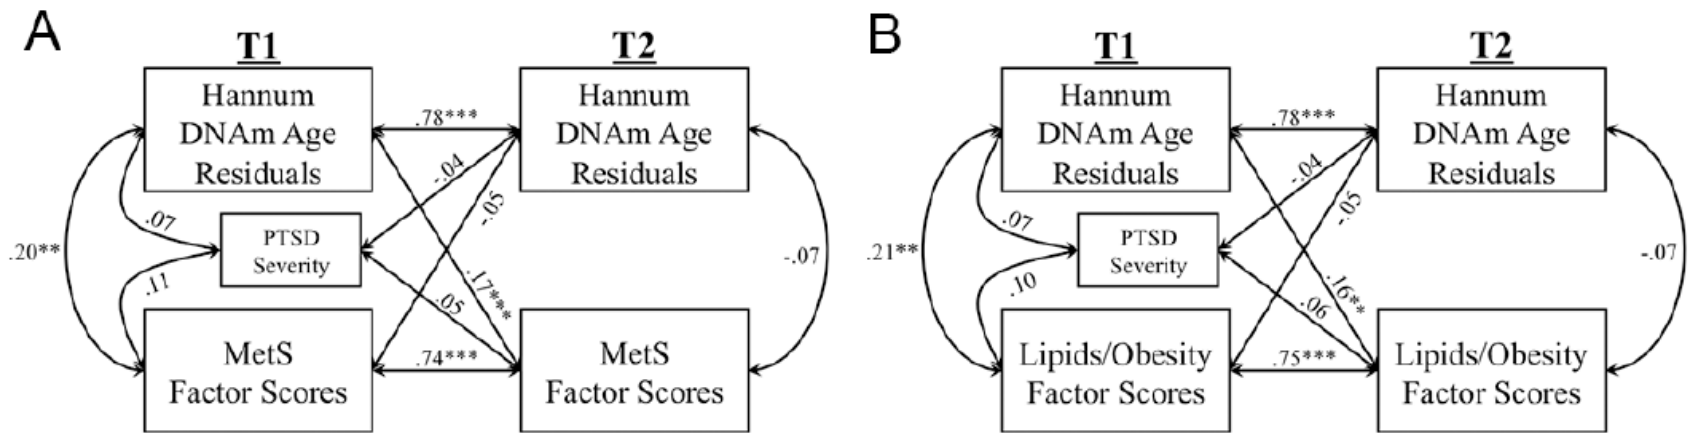 A
T1
T2
Hannum
DNAm Age
Residuals
Hannum
DNAm Age
Residuals
.78***
-.04
-.05
.07
PTSD
Severity
.20**
-.07
.11
.17***
.05
MetS
Factor Scores
.74***
MetS
Factor Scores
B
T1
T2
Hannum
DNAm Age
Residuals
Hannum
DNAm Age
Residuals
.78***
-.04
-.05
.07
PTSD
Severity
.21**
-.07
.10
.16**
.06
Lipids/Obesity
Factor Scores
.75***
Lipids/Obesity
Factor Scores